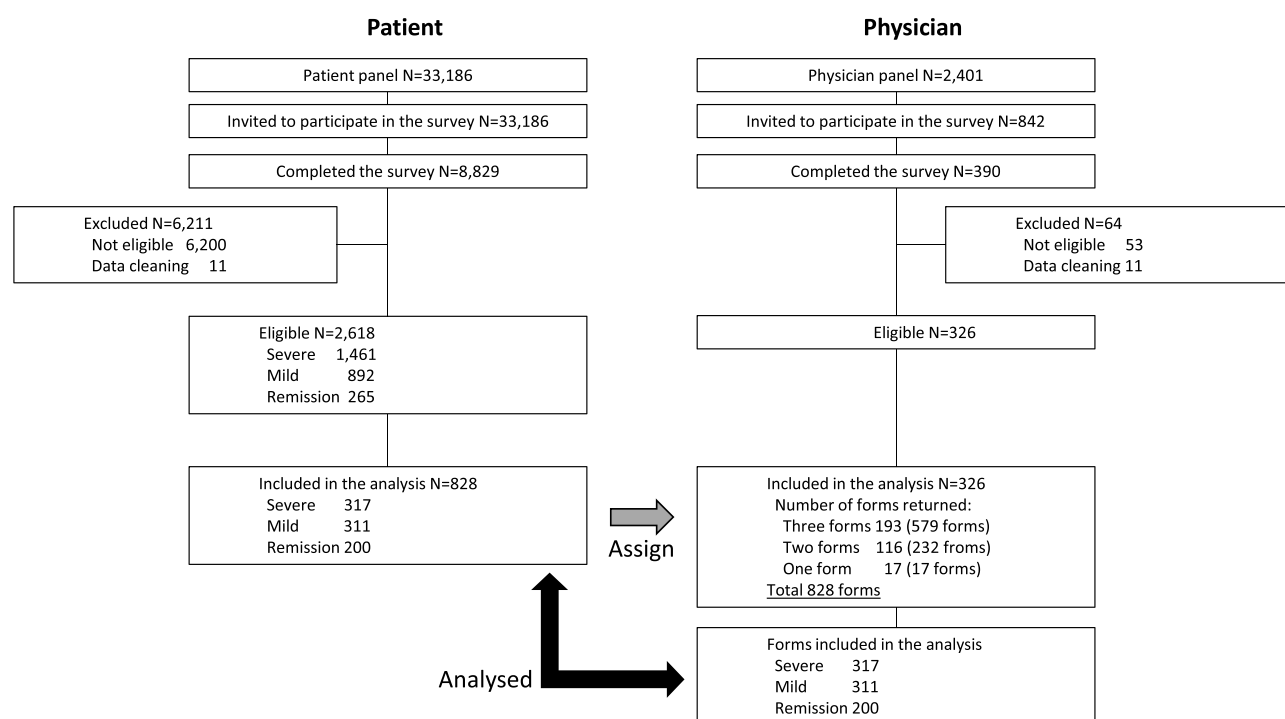 Patient
Patient panel N=33,186
Invited to participate in the survey N=33,186
Completed the survey N=8,829
Excluded N=6,211
Not eligible 6,200
Data cleaning 11
Eligible N=2,618
Severe 1,461
Mild 892
Remission 265
Included in the analysis N=828
Severe 317
Mild 311
Remission 200
Assign
Analysed
Physician
Physician panel N=2,401
Invited to participate in the survey N=842
Completed the survey N=390
Excluded N=64
Not eligible 53
Data cleaning 11
Eligible N=326
Included in the analysis N=326
Number of forms returned:
Three forms 193 (579 forms)
Two forms 116 (232 froms)
One form 17 (17 forms)
Total 828 forms
Forms included in the analysis
Severe 317
Mild 311
Remission 200